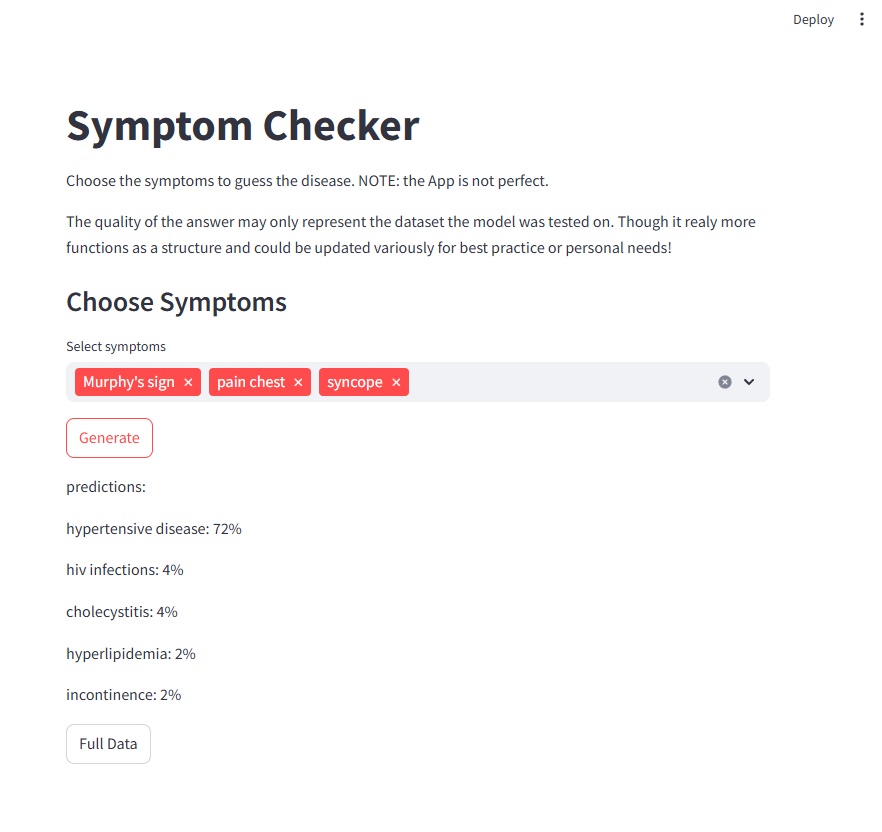 Deploy
Symptom Checker
Choose the symptoms to guess the disease. NOTE: the App is not perfect.
The quality of the answer may only represent the dataset the model was tested on. Though it realy more
functions as a structure and could be updated variously for best practice or personal needs!
Choose Symptoms
Select symptoms
Murphy's sign × pain chest × syncope ×
Generate
predictions:
hypertensive disease: 72%
hiv infections: 4%
cholecystitis: 4%
hyperlipidemia: 2%
incontinence: 2%
Full Data